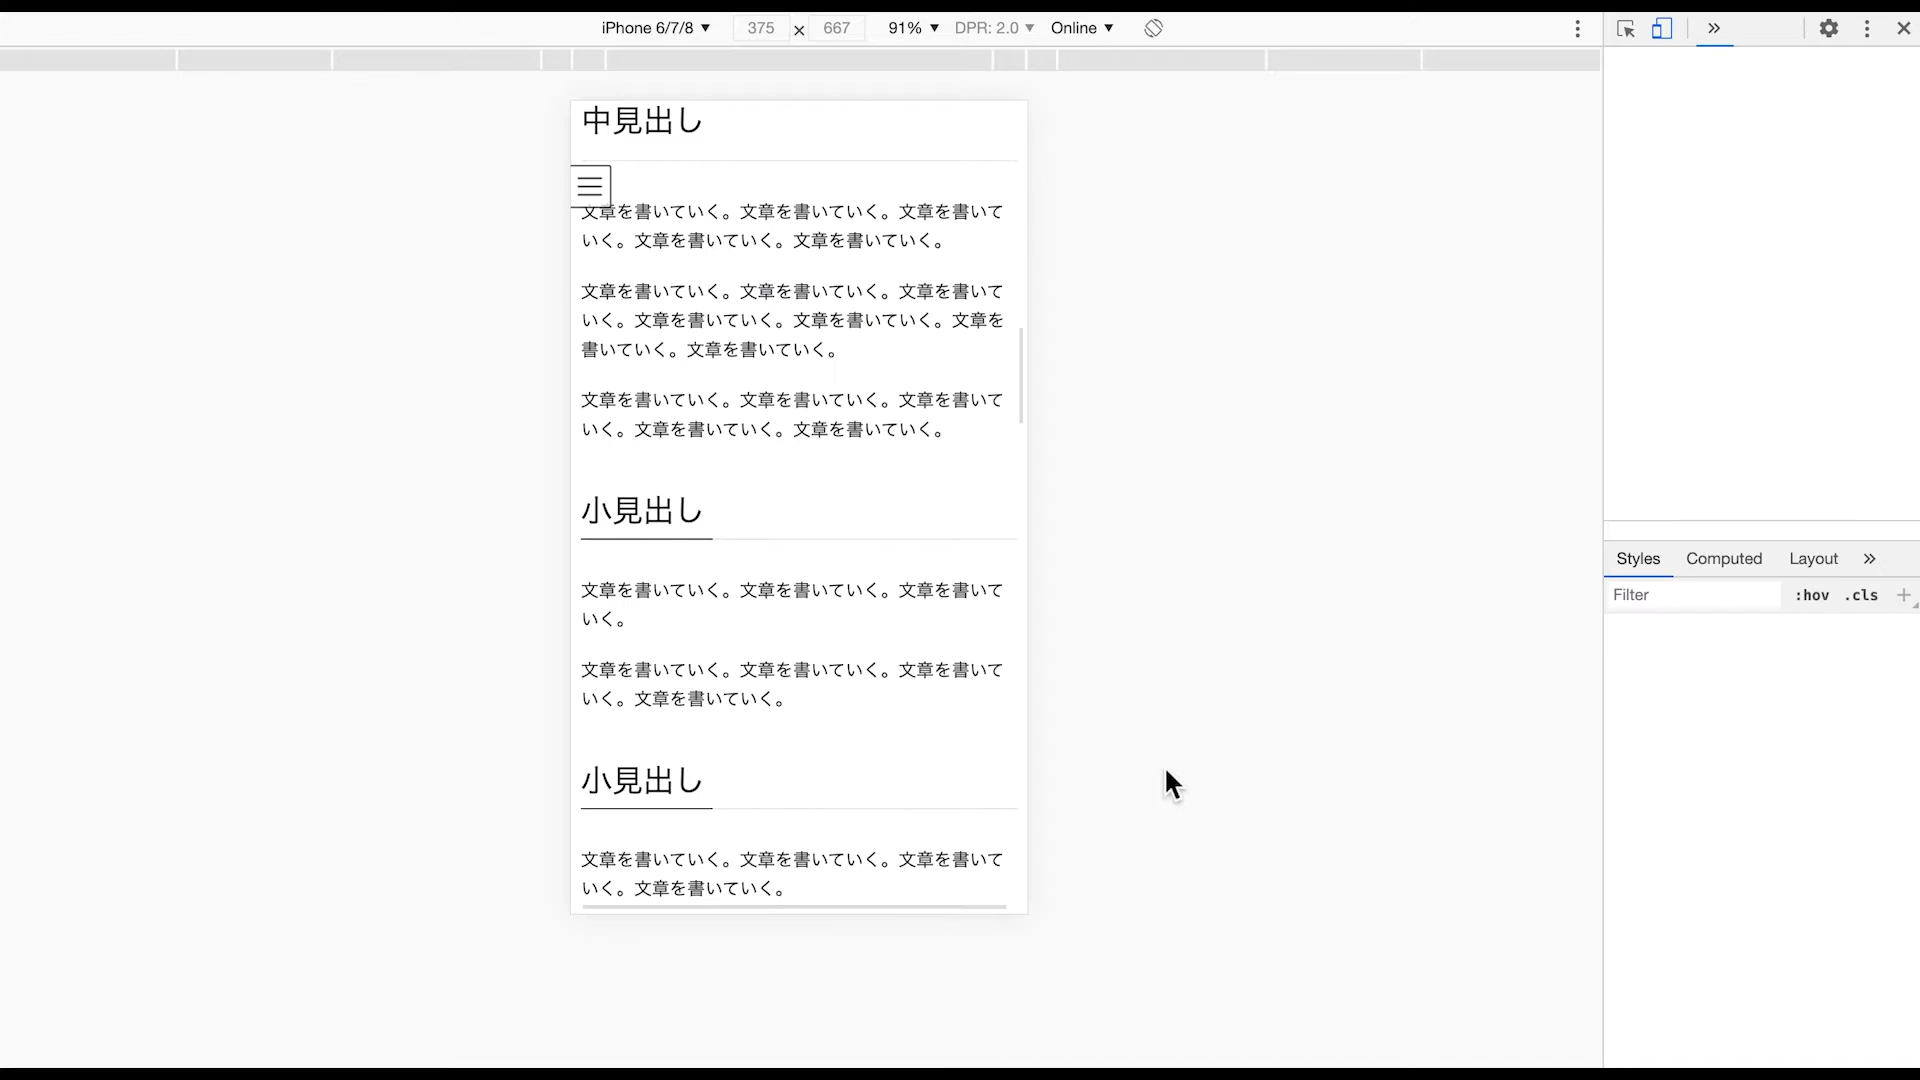 iPhone 6/7/8 ▼ 375 × 667 91% ▼ DPR: 2.0 ▼ Online ▼
中見出し
文章を書いていく。文章を書いていく。文章を書いて
いく。文章を書いていく。文章を書いていく。
文章を書いていく。文章を書いていく。文章を書いて
いく。文章を書いていく。文章を書いていく。文章を
書いていく。文章を書いていく。
文章を書いていく。文章を書いていく。文章を書いて
いく。文章を書いていく。文章を書いていく。
小見出し
文章を書いていく。文章を書いていく。文章を書いて
いく。
文章を書いていく。文章を書いていく。文章を書いて
いく。文章を書いていく。
小見出し
文章を書いていく。文章を書いていく。文章を書いて
いく。文章を書いていく。
Styles Computed Layout »
Filter :hov .cls +